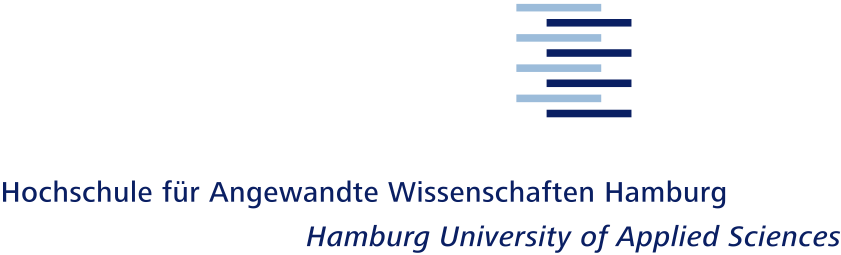 Hochschule für Angewandte Wissenschaften Hamburg
Hamburg University of Applied Sciences